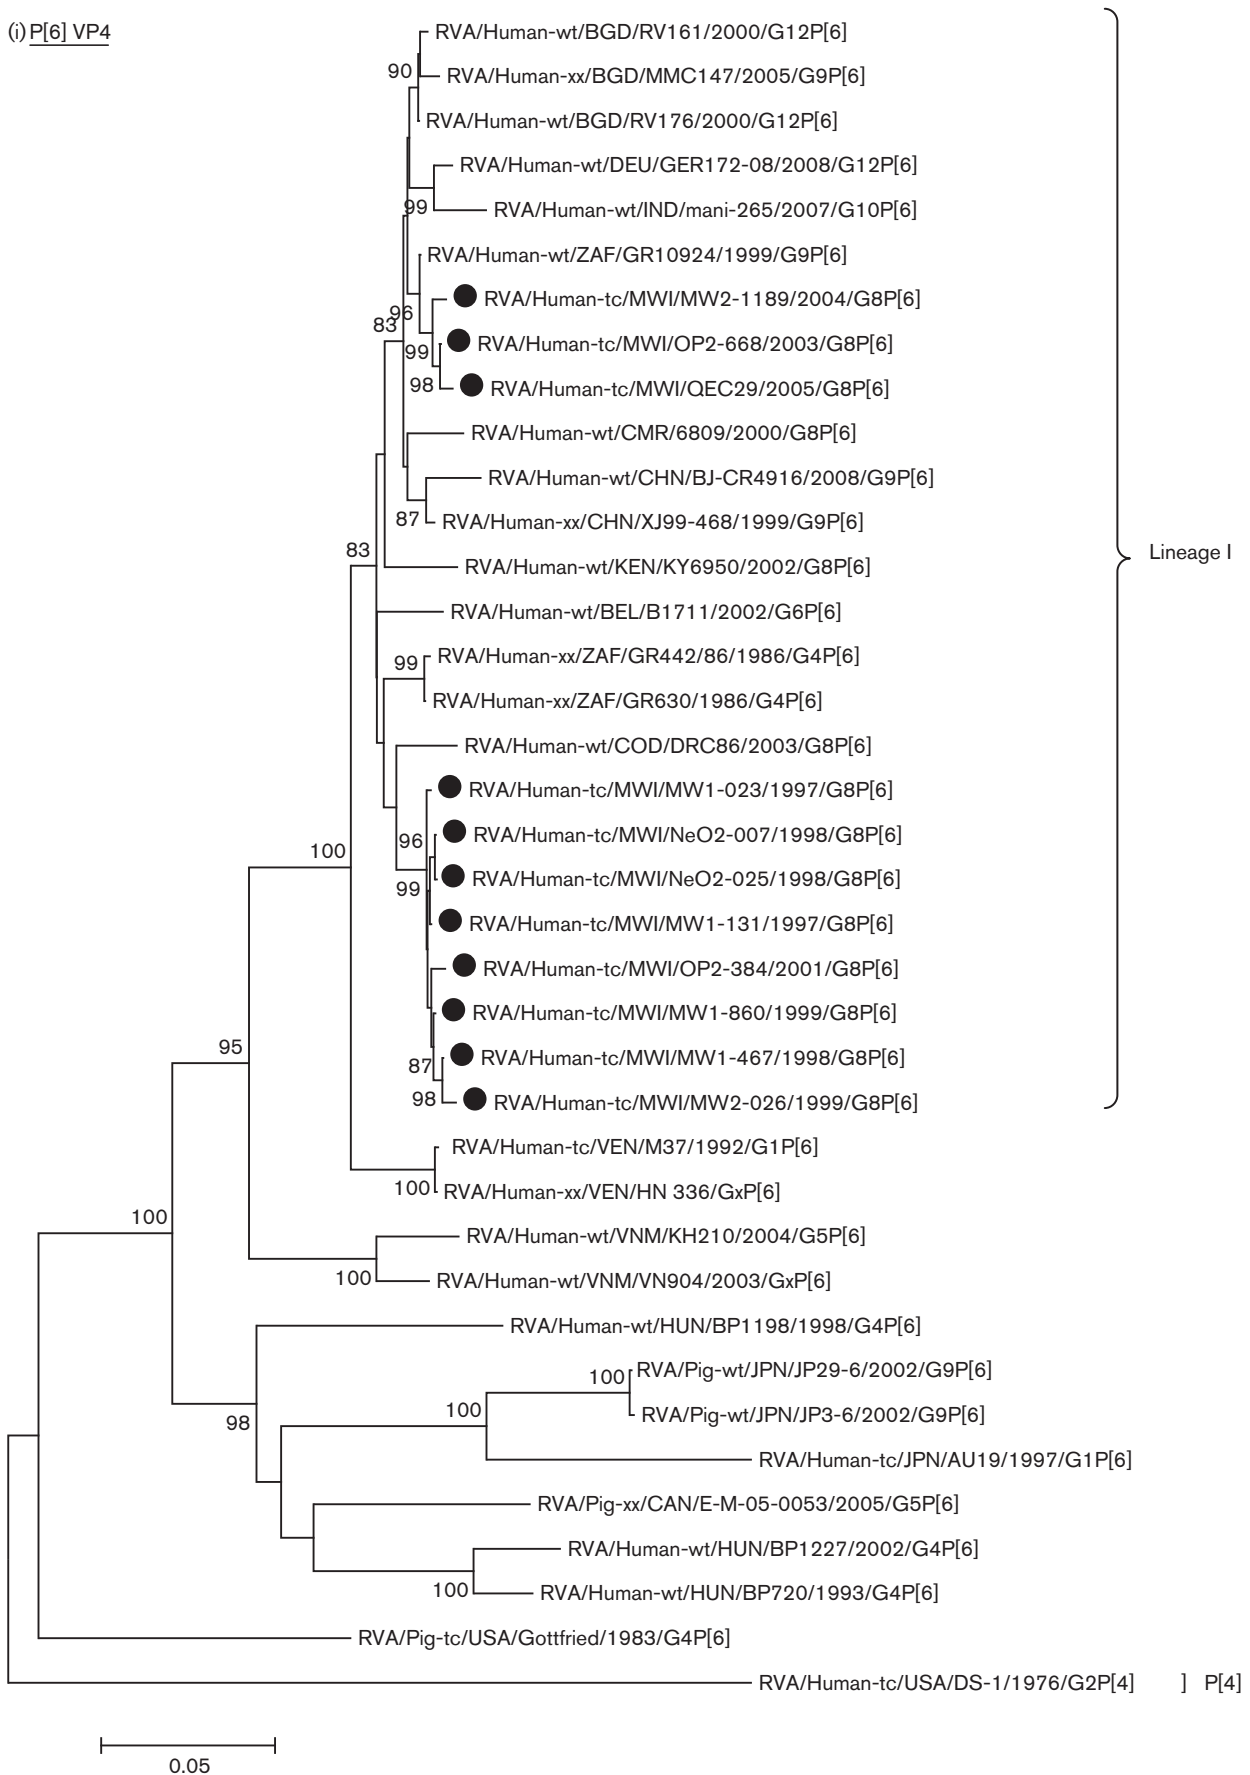 (i) P[6] VP4
RVA/Human-wt/BGD/RV161/2000/G12P[6]
90
RVA/Human-xx/BGD/MMC147/2005/G9P[6]
RVA/Human-wt/BGD/RV176/2000/G12P[6]
RVA/Human-wt/DEU/GER172-08/2008/G12P[6]
99
RVA/Human-wt/IND/mani-265/2007/G10P[6]
RVA/Human-wt/ZAF/GR10924/1999/G9P[6]
RVA/Human-tc/MWI/MW2-1189/2004/G8P[6]
96
83
RVA/Human-tc/MWI/OP2-668/2003/G8P[6]
99
98
RVA/Human-tc/MWI/QEC29/2005/G8P[6]
RVA/Human-wt/CMR/6809/2000/G8P[6]
RVA/Human-wt/CHN/BJ-CR4916/2008/G9P[6]
87
RVA/Human-xx/CHN/XJ99-468/1999/G9P[6]
83
Lineage I
RVA/Human-wt/KEN/KY6950/2002/G8P[6]
RVA/Human-wt/BEL/B1711/2002/G6P[6]
99
RVA/Human-xx/ZAF/GR442/86/1986/G4P[6]
RVA/Human-xx/ZAF/GR630/1986/G4P[6]
RVA/Human-wt/COD/DRC86/2003/G8P[6]
RVA/Human-tc/MWI/MW1-023/1997/G8P[6]
96
RVA/Human-tc/MWI/NeO2-007/1998/G8P[6]
100
99
RVA/Human-tc/MWI/NeO2-025/1998/G8P[6]
RVA/Human-tc/MWI/MW1-131/1997/G8P[6]
RVA/Human-tc/MWI/OP2-384/2001/G8P[6]
RVA/Human-tc/MWI/MW1-860/1999/G8P[6]
95
87
RVA/Human-tc/MWI/MW1-467/1998/G8P[6]
98
RVA/Human-tc/MWI/MW2-026/1999/G8P[6]
RVA/Human-tc/VEN/M37/1992/G1P[6]
100
RVA/Human-xx/VEN/HN 336/GxP[6]
100
RVA/Human-wt/VNM/KH210/2004/G5P[6]
100
RVA/Human-wt/VNM/VN904/2003/GxP[6]
RVA/Human-wt/HUN/BP1198/1998/G4P[6]
100
RVA/Pig-wt/JPN/JP29-6/2002/G9P[6]
100
RVA/Pig-wt/JPN/JP3-6/2002/G9P[6]
98
RVA/Human-tc/JPN/AU19/1997/G1P[6]
RVA/Pig-xx/CAN/E-M-05-0053/2005/G5P[6]
RVA/Human-wt/HUN/BP1227/2002/G4P[6]
100
RVA/Human-wt/HUN/BP720/1993/G4P[6]
RVA/Pig-tc/USA/Gottfried/1983/G4P[6]
RVA/Human-tc/USA/DS-1/1976/G2P[4] ] P[4]
0.05